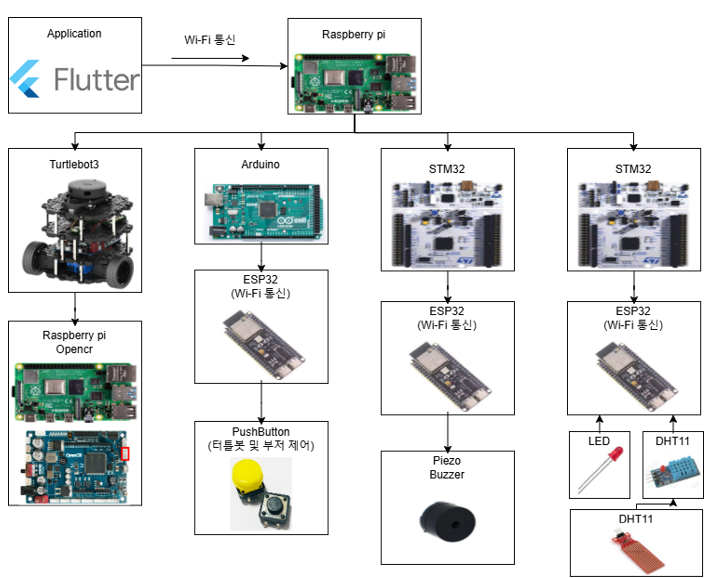 Application
Wi-Fi 통신
Raspberry pi
Flutter
Turtlebot3
Arduino
STM32
STM32
ESP32
(Wi-Fi 통신)
ESP32
(Wi-Fi 통신)
ESP32
(Wi-Fi 통신)
Raspberry pi
Opencr
PushButton
(터틀봇 및 부저 제어)
Piezo
Buzzer
LED
DHT11
DHT11